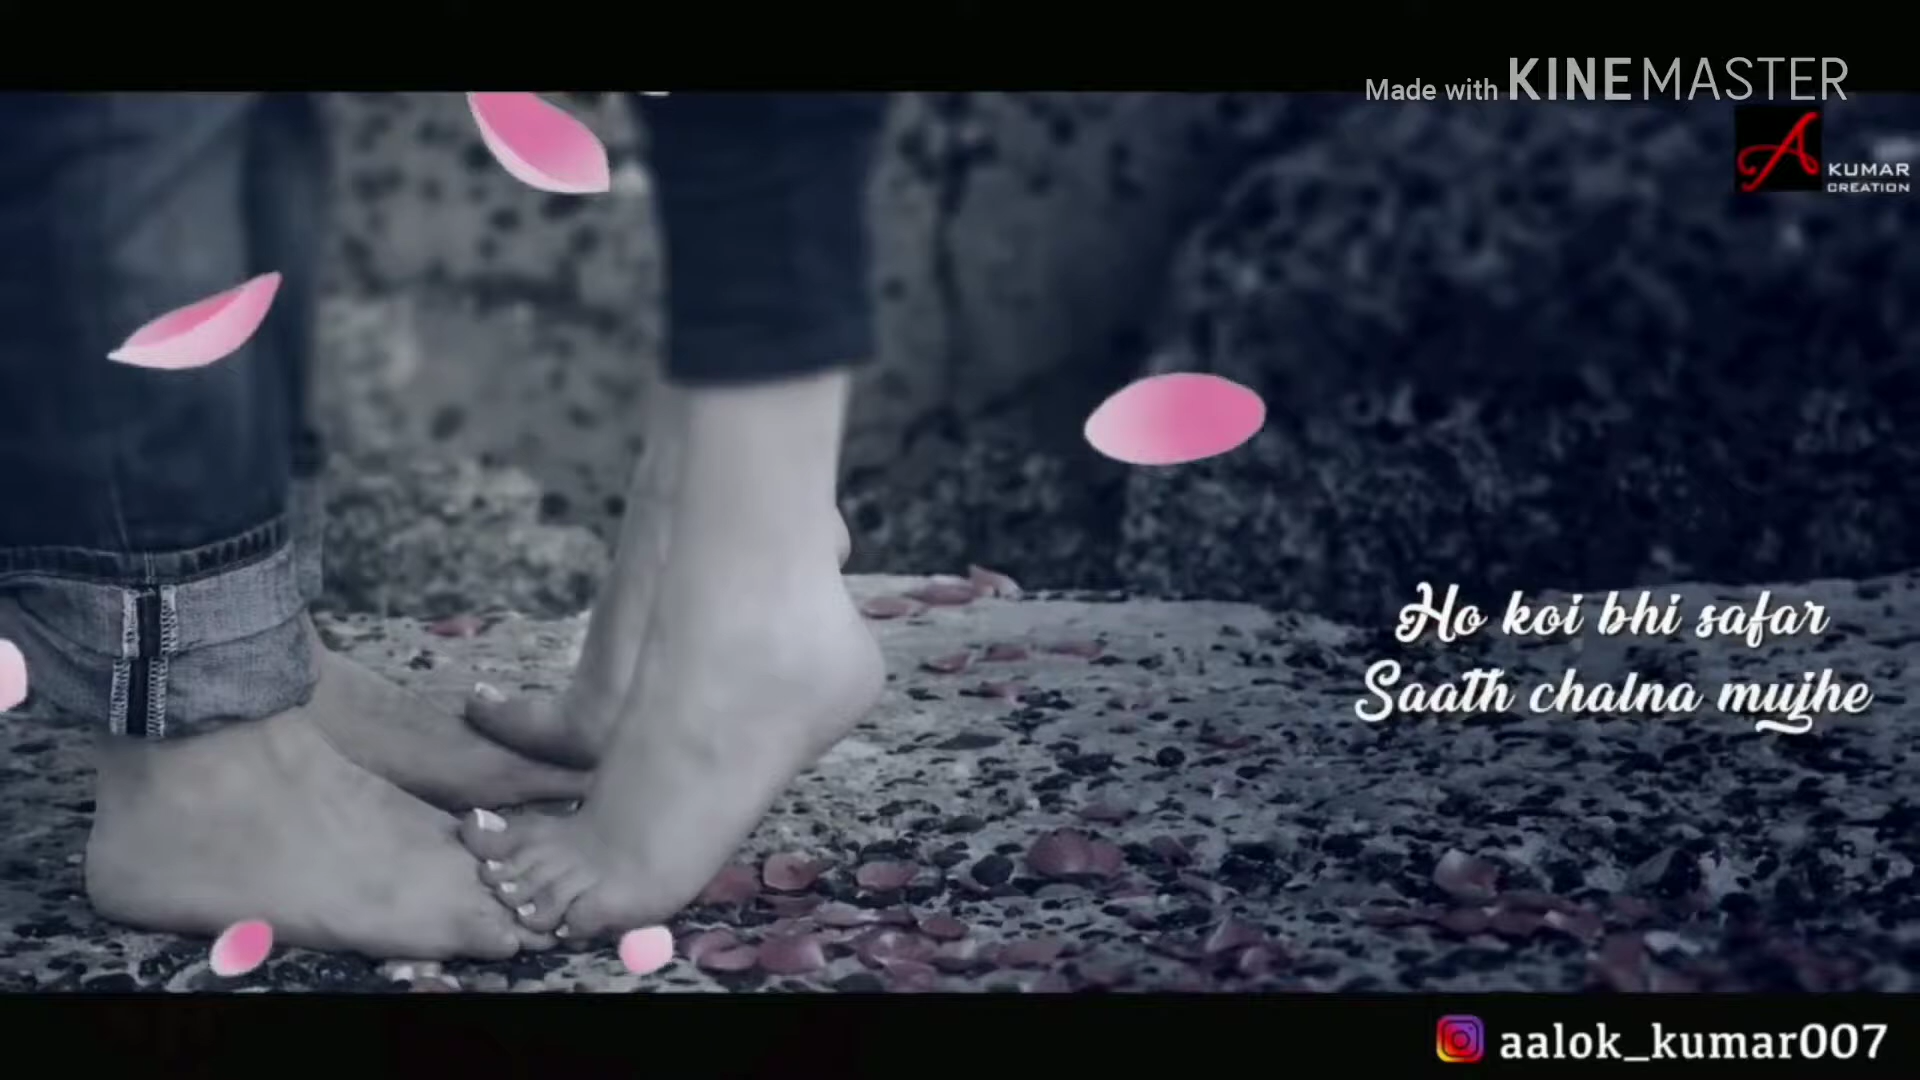 Made with KINEMASTER
A KUMAR
CREATION
Ho koi bhi safar
Saath chalna mujhe
aalok_kumar007